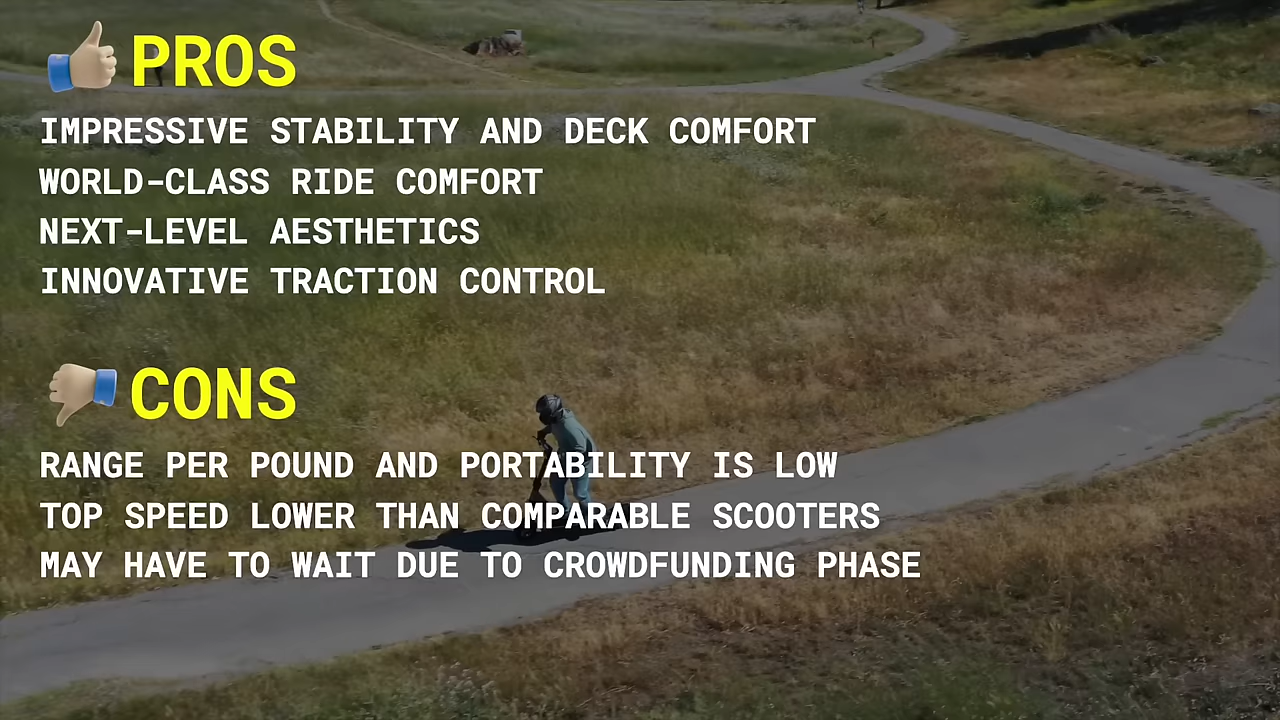 PROS
IMPRESSIVE STABILITY AND DECK COMFORT
WORLD-CLASS RIDE COMFORT
NEXT-LEVEL AESTHETICS
INNOVATIVE TRACTION CONTROL
CONS
RANGE PER POUND AND PORTABILITY IS LOW
TOP SPEED LOWER THAN COMPARABLE SCOOTERS
MAY HAVE TO WAIT DUE TO CROWDFUNDING PHASE